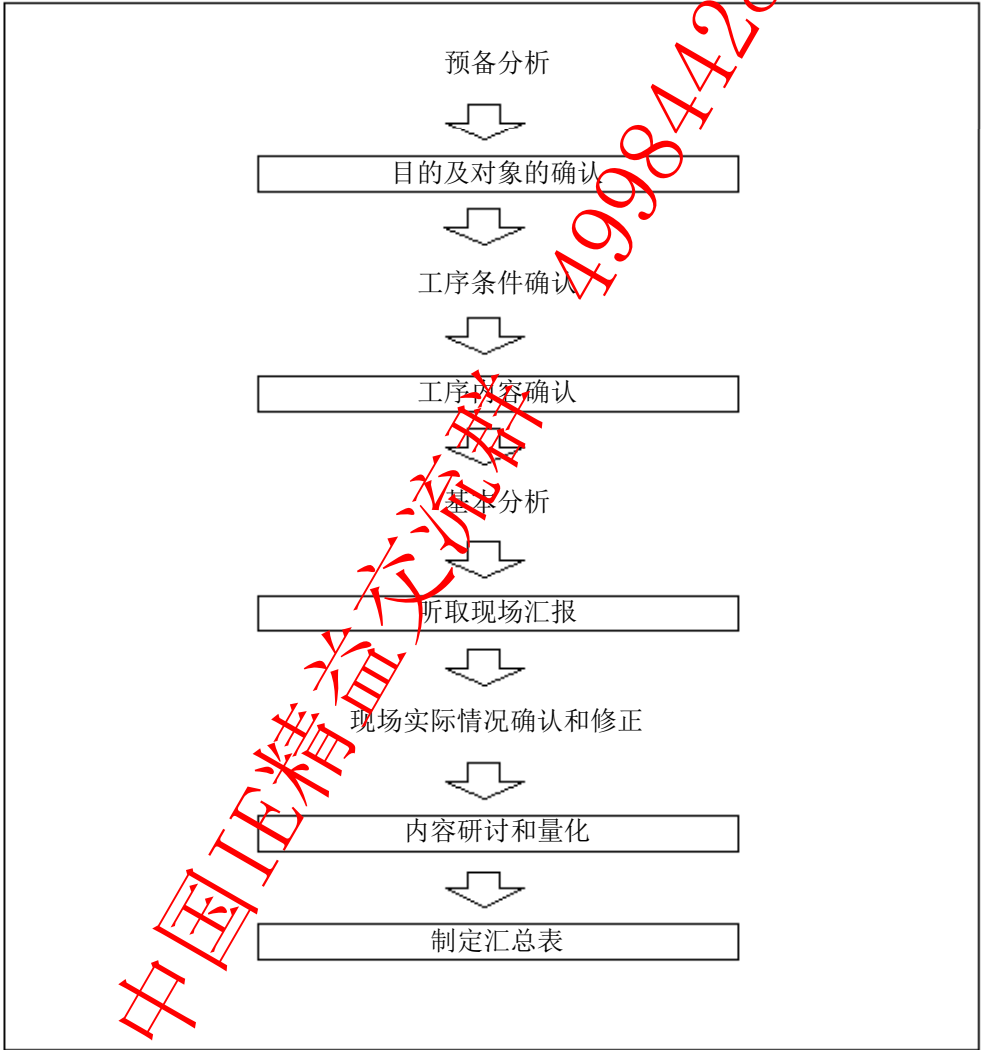 预备分析
目的及对象的确认
工序条件确认
工序内容确认
基本分析
听取现场汇报
现场实际情况确认和修正
内容研讨和量化
制定汇总表
中国IE精益交流群
4998442